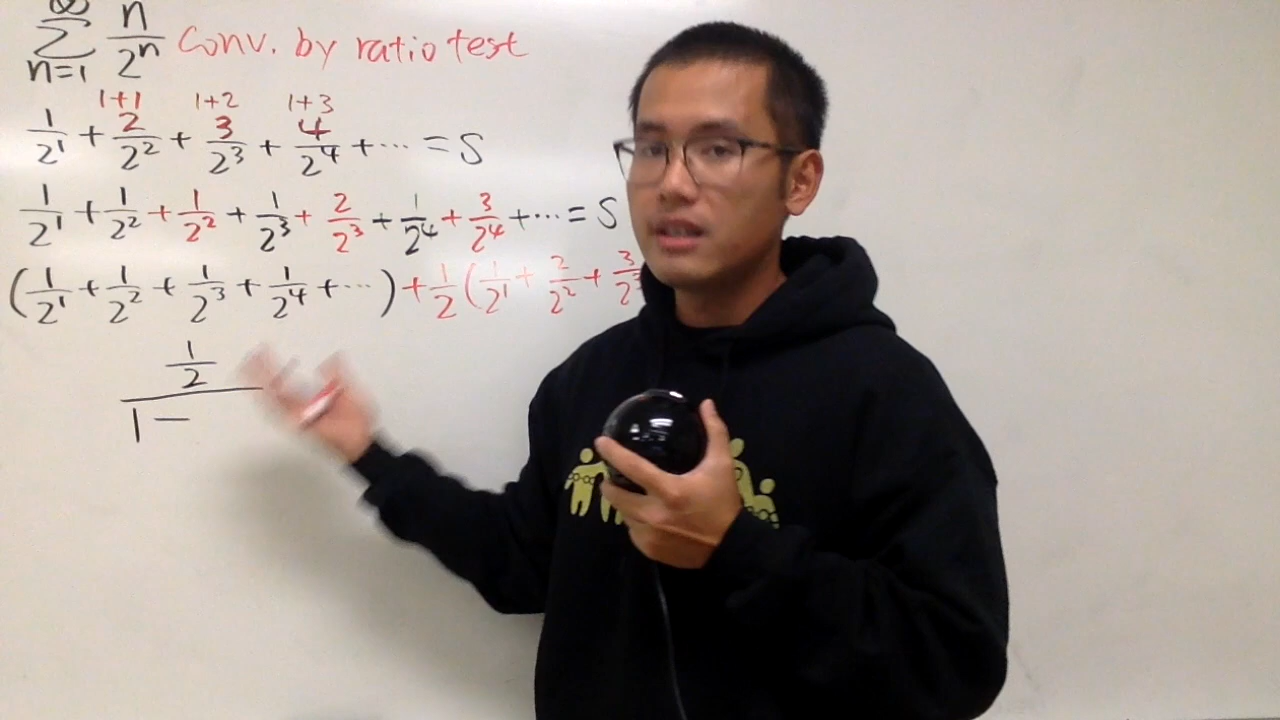 ∞
∑ n/2ⁿ Conv. by ratio test
n=1
1+1 1+2 1+3
1/2¹ + 2/2² + 3/2³ + 4/2⁴ + ... = S
1/2¹ + 1/2² + 1/2² + 1/2³ + 2/2³ + 1/2⁴ + 3/2⁴ + ... = S
(1/2¹ + 1/2² + 1/2³ + 1/2⁴ + ...) + 1/2 (1/2¹ + 2/2² + 3/2³
1/2
1 −